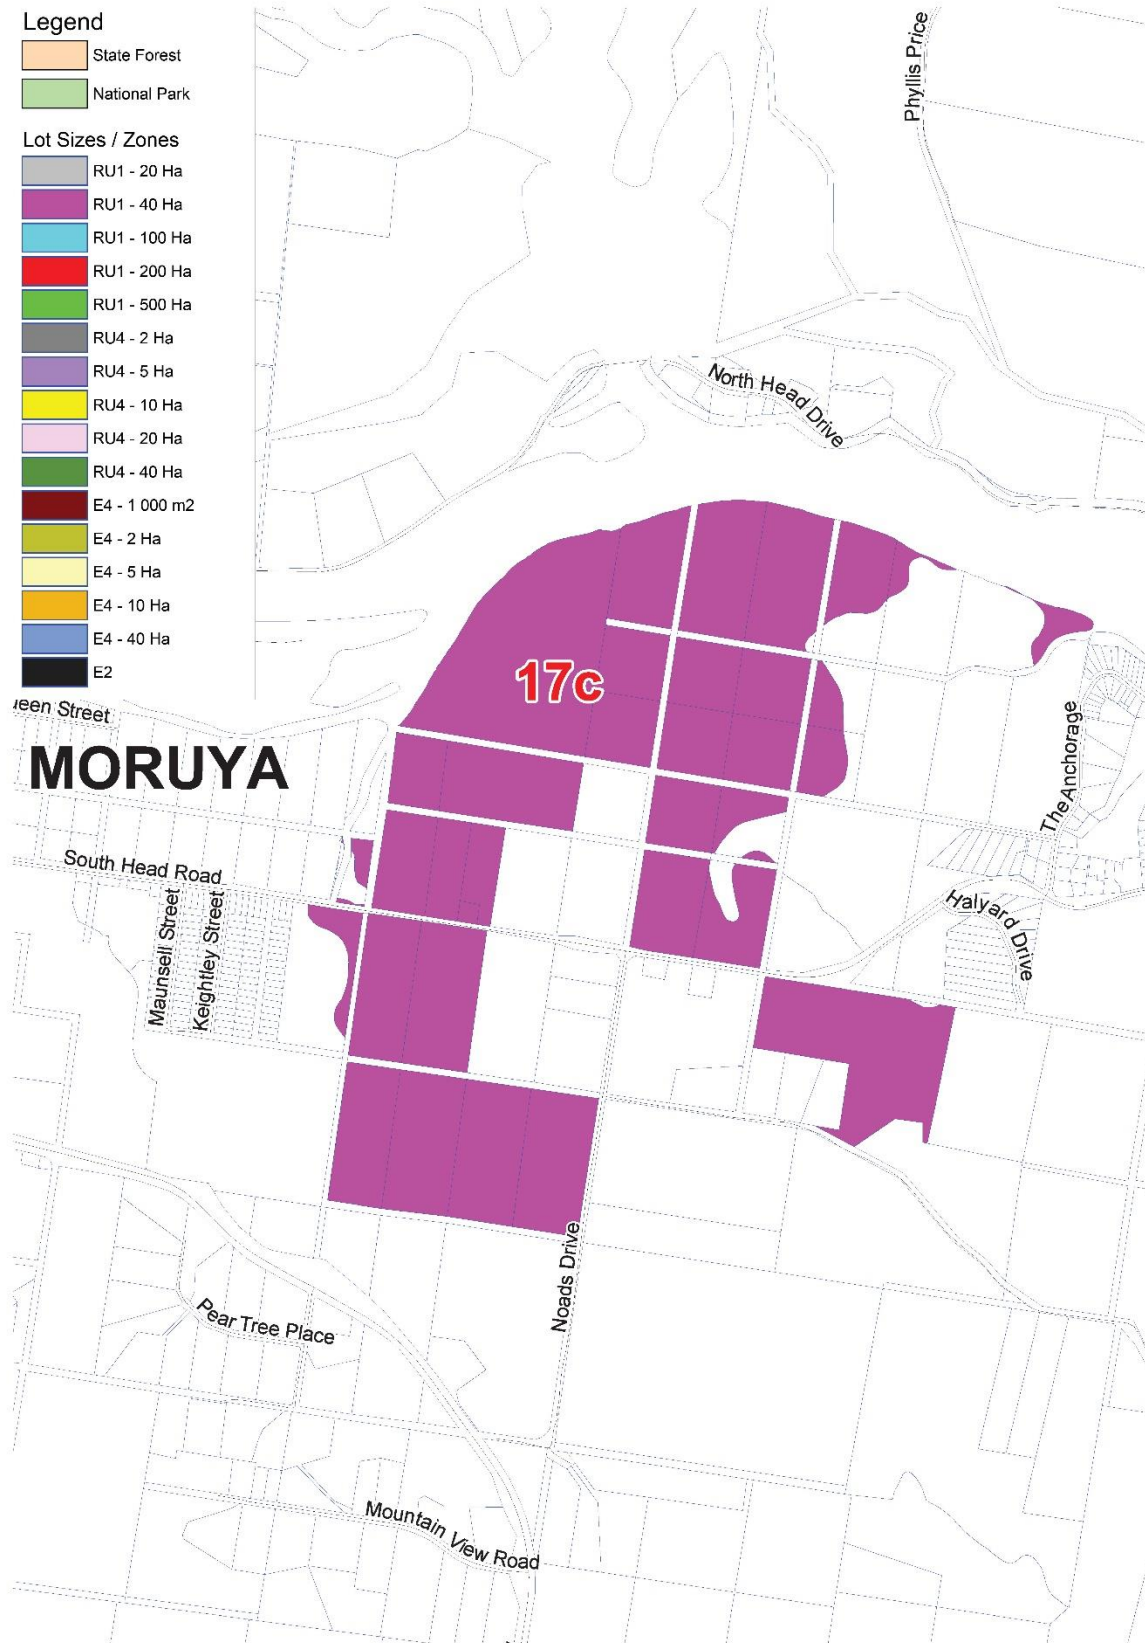 Legend
State Forest
National Park
Lot Sizes / Zones
RU1 - 20 Ha
RU1 - 40 Ha
RU1 - 100 Ha
RU1 - 200 Ha
RU1 - 500 Ha
RU4 - 2 Ha
RU4 - 5 Ha
RU4 - 10 Ha
RU4 - 20 Ha
RU4 - 40 Ha
E4 - 1 000 m2
E4 - 2 Ha
E4 - 5 Ha
E4 - 10 Ha
E4 - 40 Ha
E2
Phyllis Price
North Head Drive
17c
ueen Street
MORUYA
The Anchorage
South Head Road
Maunsell Street
Keightley Street
Halyard Drive
Noads Drive
Pear Tree Place
Mountain View Road